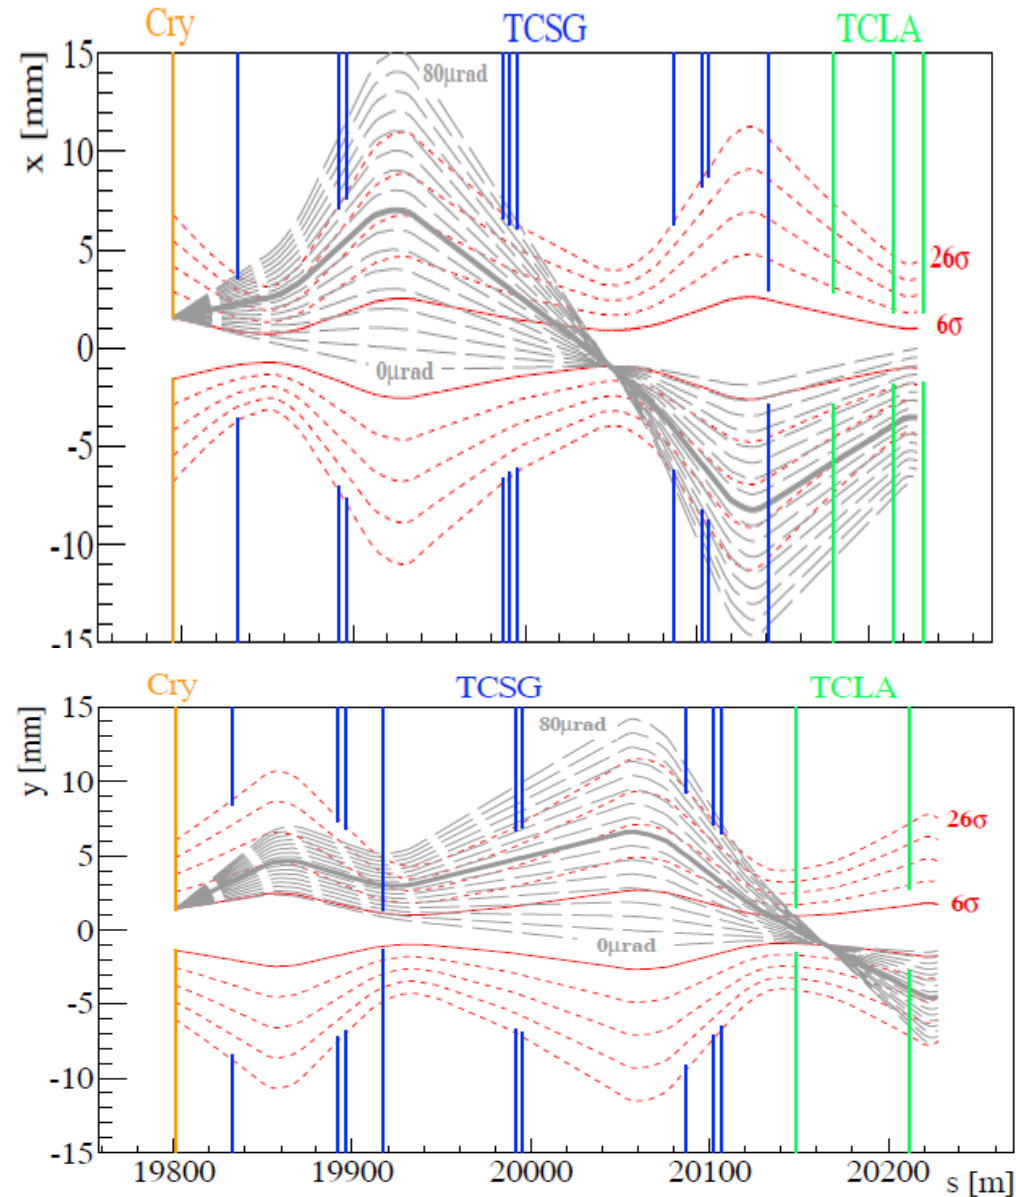 Cry TCSG TCLA
x [mm]
15
10
5
0
-5
-10
-15
80μrad
0μrad
26σ
6σ
Cry TCSG TCLA
y [mm]
15
10
5
0
-5
-10
-15
80μrad
0μrad
26σ
6σ
19800 19900 20000 20100 20200 s [m]